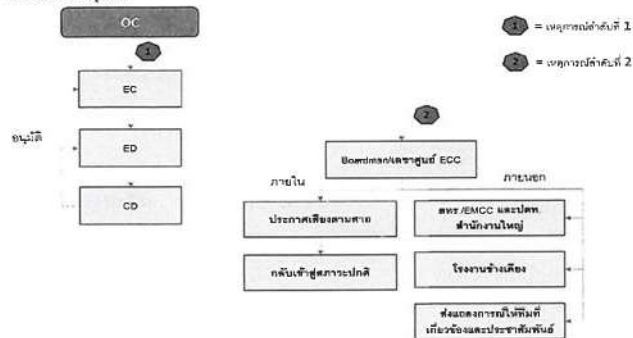 OC
1
1 = เหตุการณ์ลำดับที่ 1
2 = เหตุการณ์ลำดับที่ 2
EC
อนุมัติ
ED
CD
2
Boardman/เลขาศูนย์ ECC
ภายใน
ภายนอก
ประกาศเสียงตามสาย
กลับเข้าสู่สภาวะปกติ
/EMCC และปตท.
สำนักงานใหญ่
โรงงานข้างเคียง
ส่งแถลงการณ์ให้ทีมที่
เกี่ยวข้องและประชาสัมพันธ์